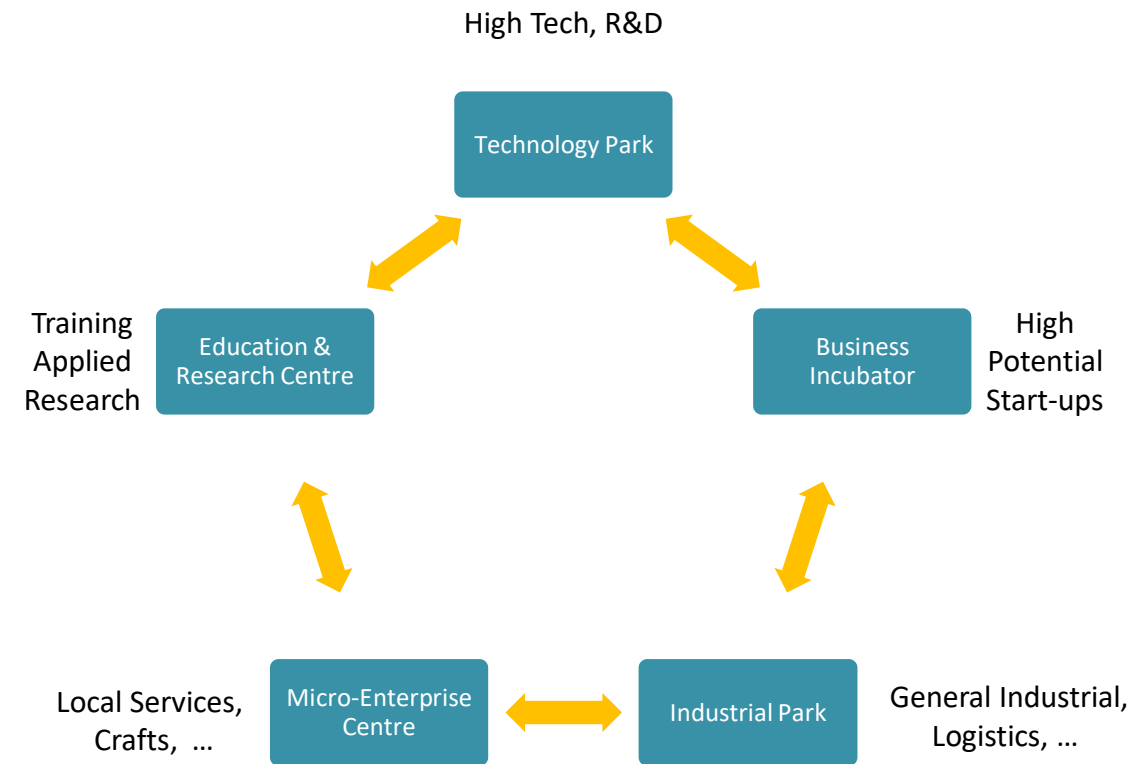 High Tech, R&D
Technology Park
Training
Applied
Research
Education &
Research Centre
Business
Incubator
High
Potential
Start-ups
Local Services,
Crafts, …
Micro-Enterprise
Centre
Industrial Park
General Industrial,
Logistics, …